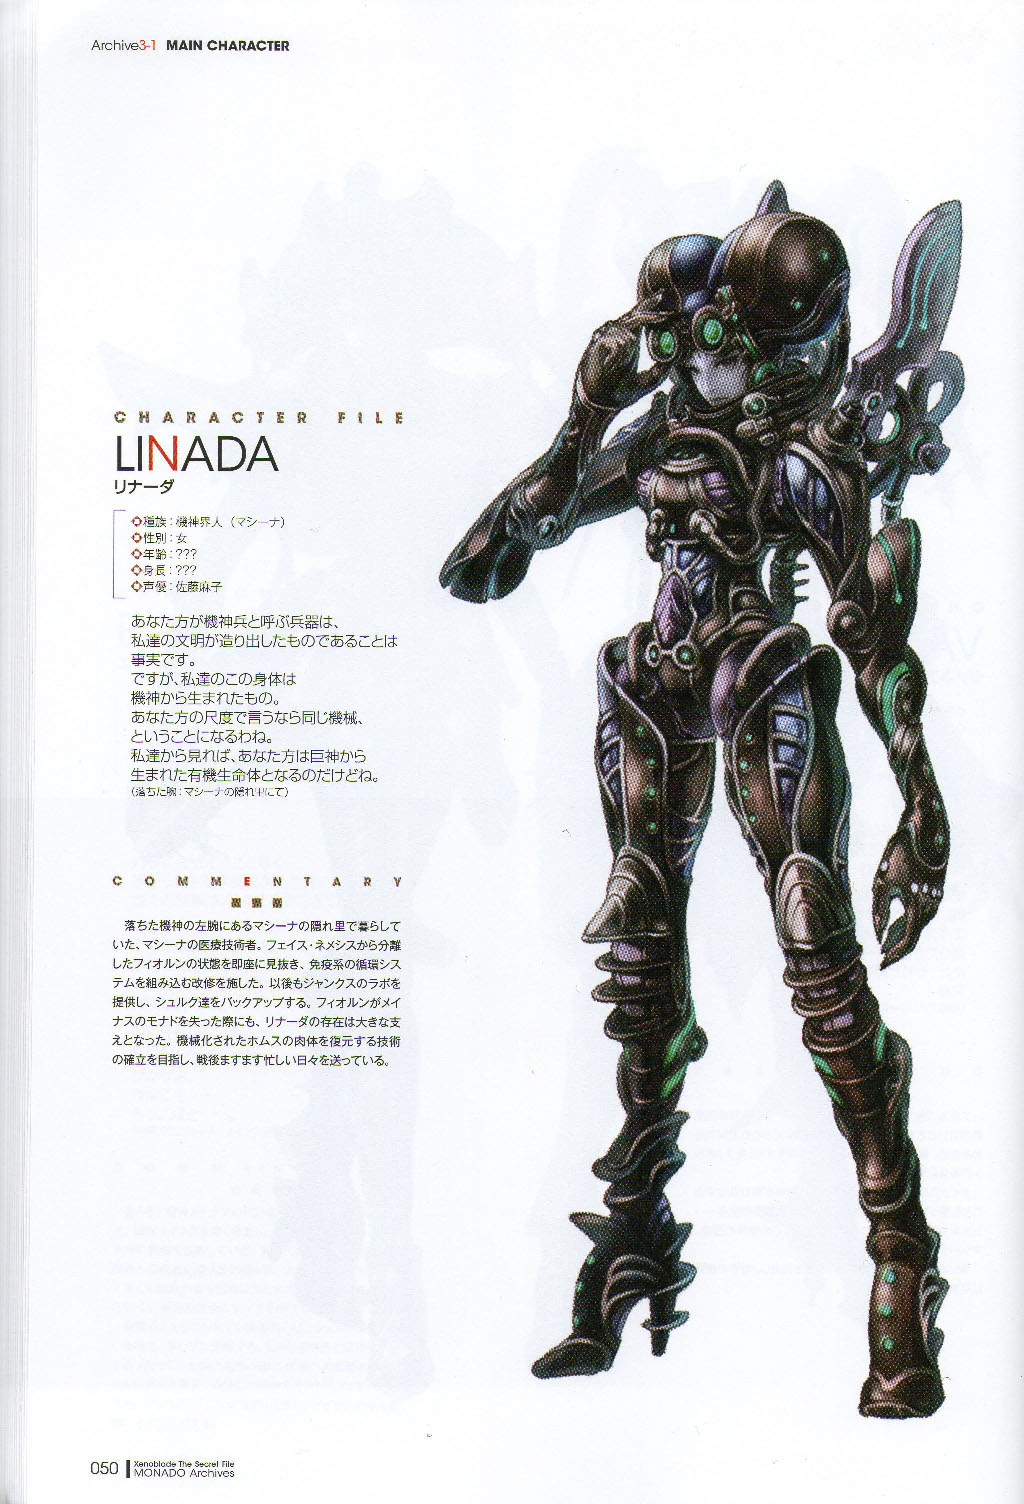 Archive3-1 MAIN CHARACTER
CHARACTER FILE
LINADA
リナーダ
◇種族：機神界人（マシーナ）
◇性別：女
◇年齢：???
◇身長：???
◇声優：佐藤麻子
あなた方が機神兵と呼ぶ兵器は、
私達の文明が造り出したものであることは
事実です。
ですが、私達のこの身体は
機神から生まれたもの。
あなた方の尺度で言うなら同じ機械、
ということになるわね。
私達から見れば、あなた方は巨神から
生まれた有機生命体となるのだけどね。
（落ちた腕：マシーナの隠れ里にて）
COMMENTARY
落ちた機神の左腕にあるマシーナの隠れ里で暮らして
いた、マシーナの医療技術者。フェイス・ネメシスから分離
したフィオルンの状態を即座に見抜き、免疫系の循環シス
テムを組み込む改修を施した。以後もジャンクスのラボを
提供し、シュルク達をバックアップする。フィオルンがメイ
ナスのモナドを失った際にも、リナーダの存在は大きな支
えとなった。機械化されたホムスの肉体を復元する技術
の確立を目指し、戦後ますます忙しい日々を送っている。
050
Xenoblade The Secret File
MONADO Archives